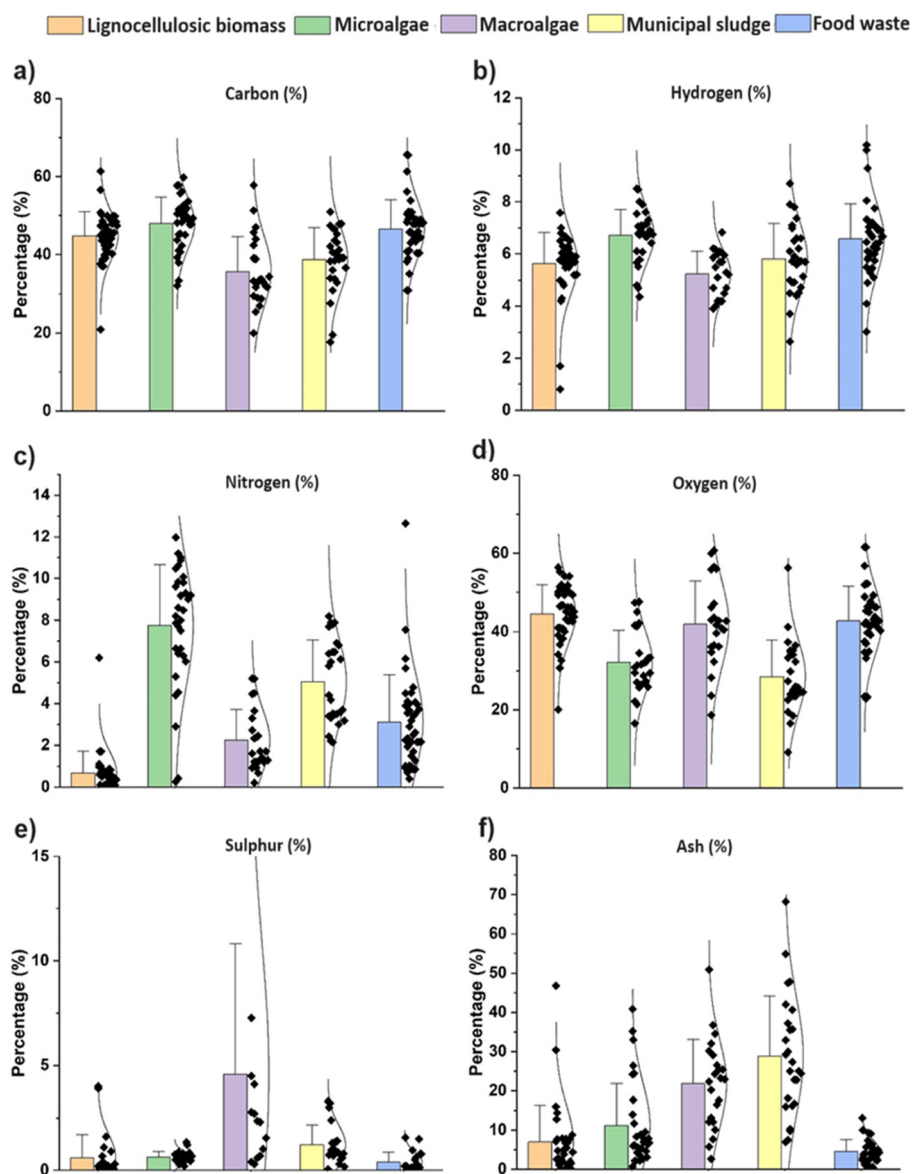 Lignocellulosic biomass Microalgae Macroalgae Municipal sludge Food waste
a)
Carbon (%)
Percentage (%)
80
60
40
20
0
b)
Hydrogen (%)
Percentage (%)
12
10
8
6
4
2
0
c)
Nitrogen (%)
Percentage (%)
14
12
10
8
6
4
2
0
d)
Oxygen (%)
Percentage (%)
80
60
40
20
0
e)
Sulphur (%)
Percentage (%)
15
10
5
0
f)
Ash (%)
Percentage (%)
80
70
60
50
40
30
20
10
0